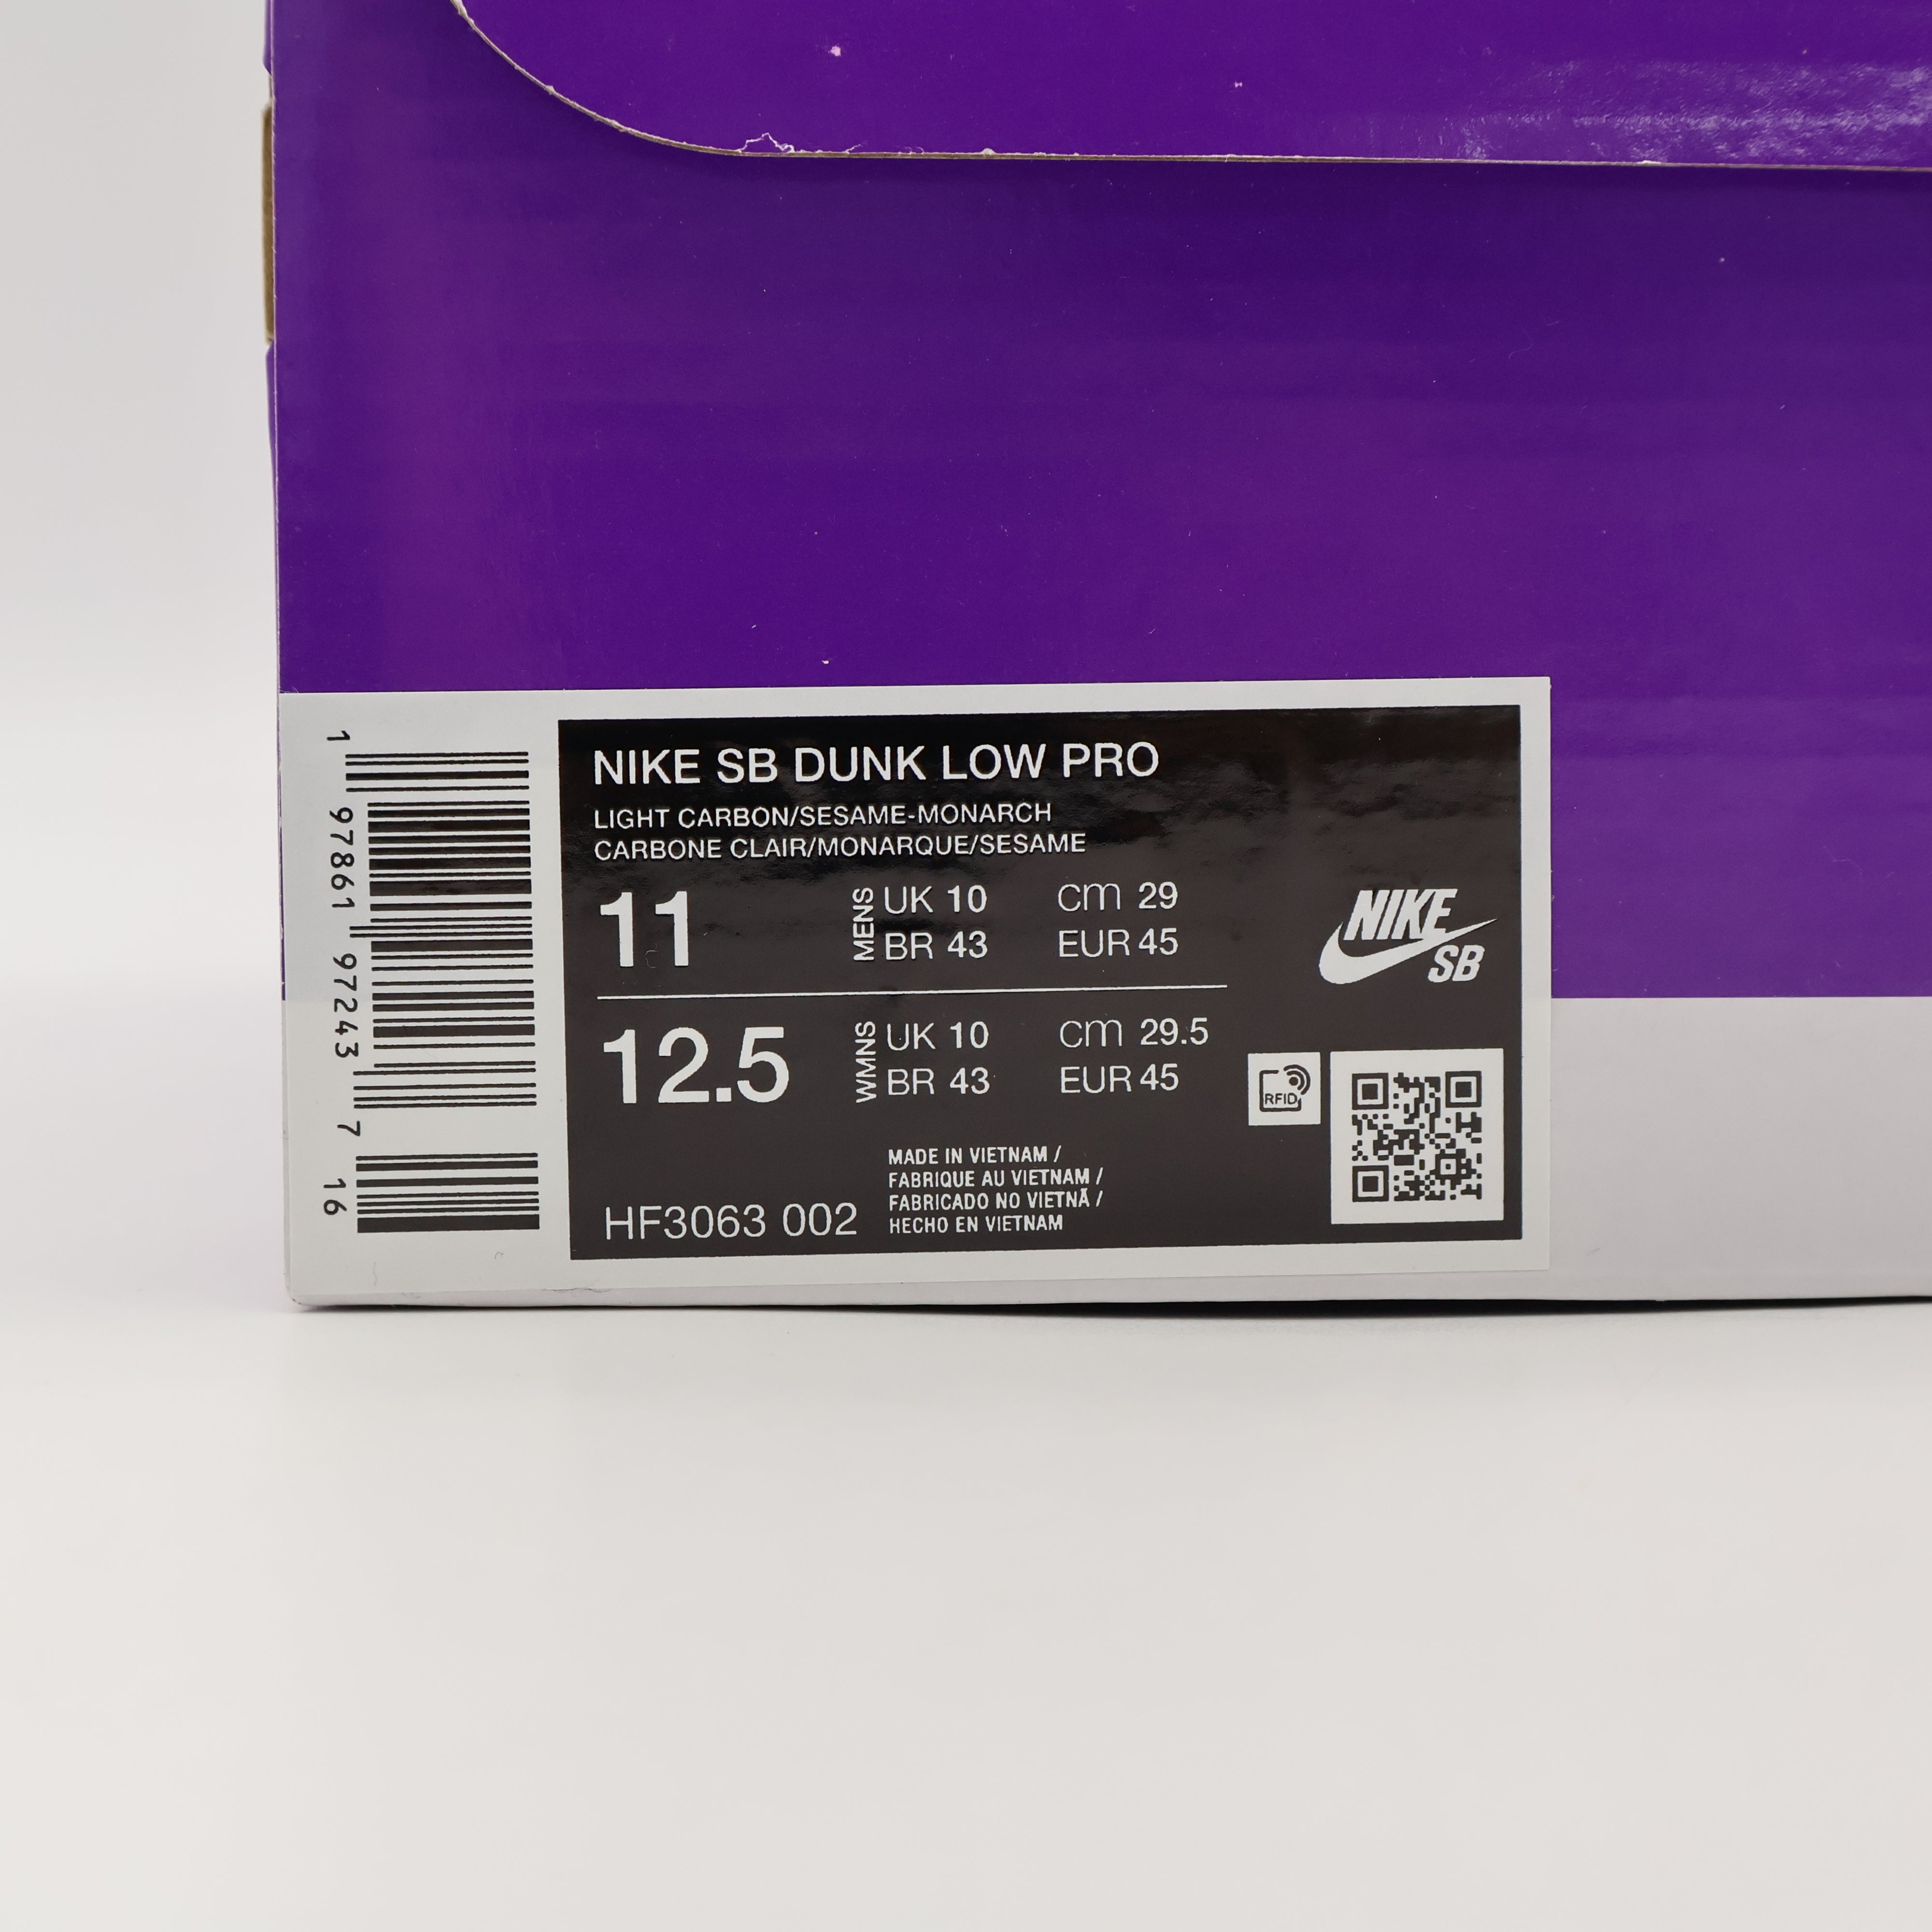 NIKE SB DUNK LOW PRO
LIGHT CARBON/SESAME-MONARCH
CARBONE CLAIR/MONARQUE/SESAME
11 MENS UK 10 cm 29
BR 43 EUR 45
12.5 WMNS UK 10 cm 29.5
BR 43 EUR 45
NIKE
SB
RFID
MADE IN VIETNAM /
FABRIQUE AU VIETNAM /
FABRICADO NO VIETNÃ /
HECHO EN VIETNAM
HF3063 002
1 97861 97243 7 16